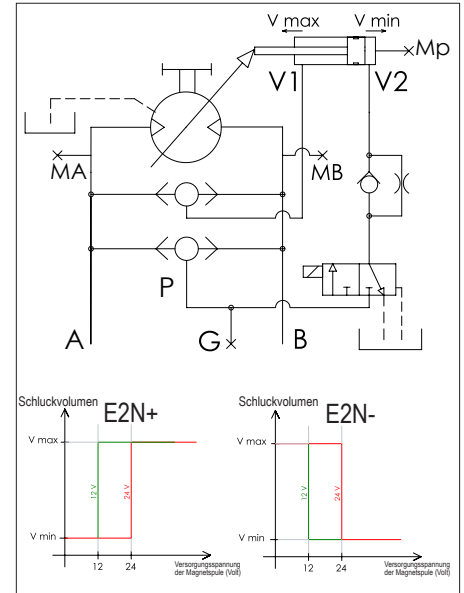 V max V min
Mp
V1 V2
MA MB
P
A G B
Schluckvolumen E2N+
V max
12 V
24 V
V min
12 24
Versorgungsspannung
der Magnetspule (Volt)
Schluckvolumen E2N-
V max
12 V
24 V
V min
12 24
Versorgungsspannung
der Magnetspule (Volt)